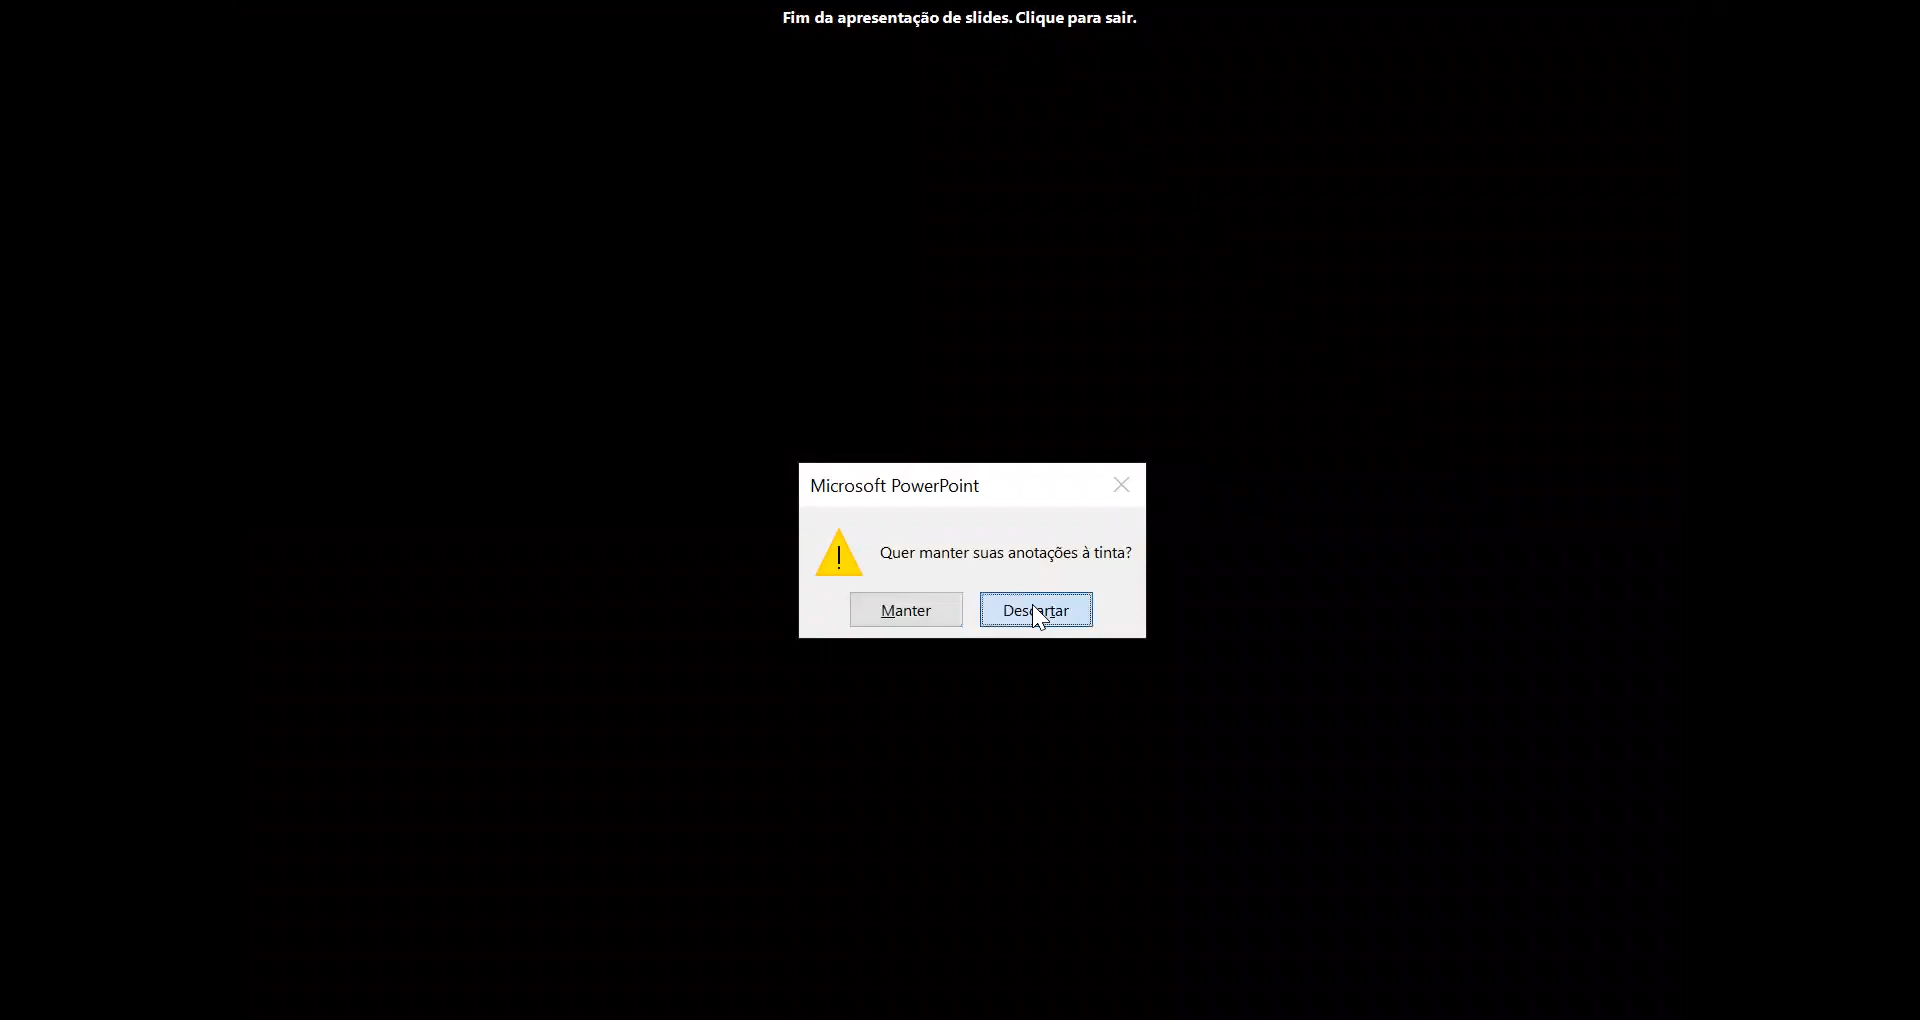 Fim da apresentação de slides. Clique para sair.
Microsoft PowerPoint
Quer manter suas anotações à tinta?
Manter
Descartar